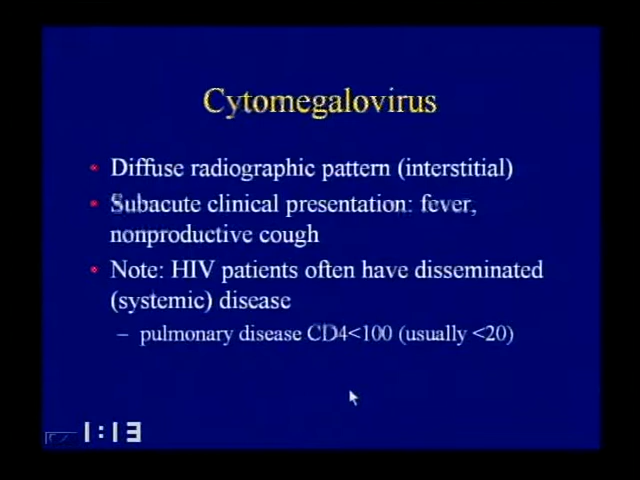 Cytomegalovirus
• Diffuse radiographic pattern (interstitial)
• Subacute clinical presentation: fever,
nonproductive cough
• Note: HIV patients often have disseminated
(systemic) disease
– pulmonary disease CD4<100 (usually <20)
1:13